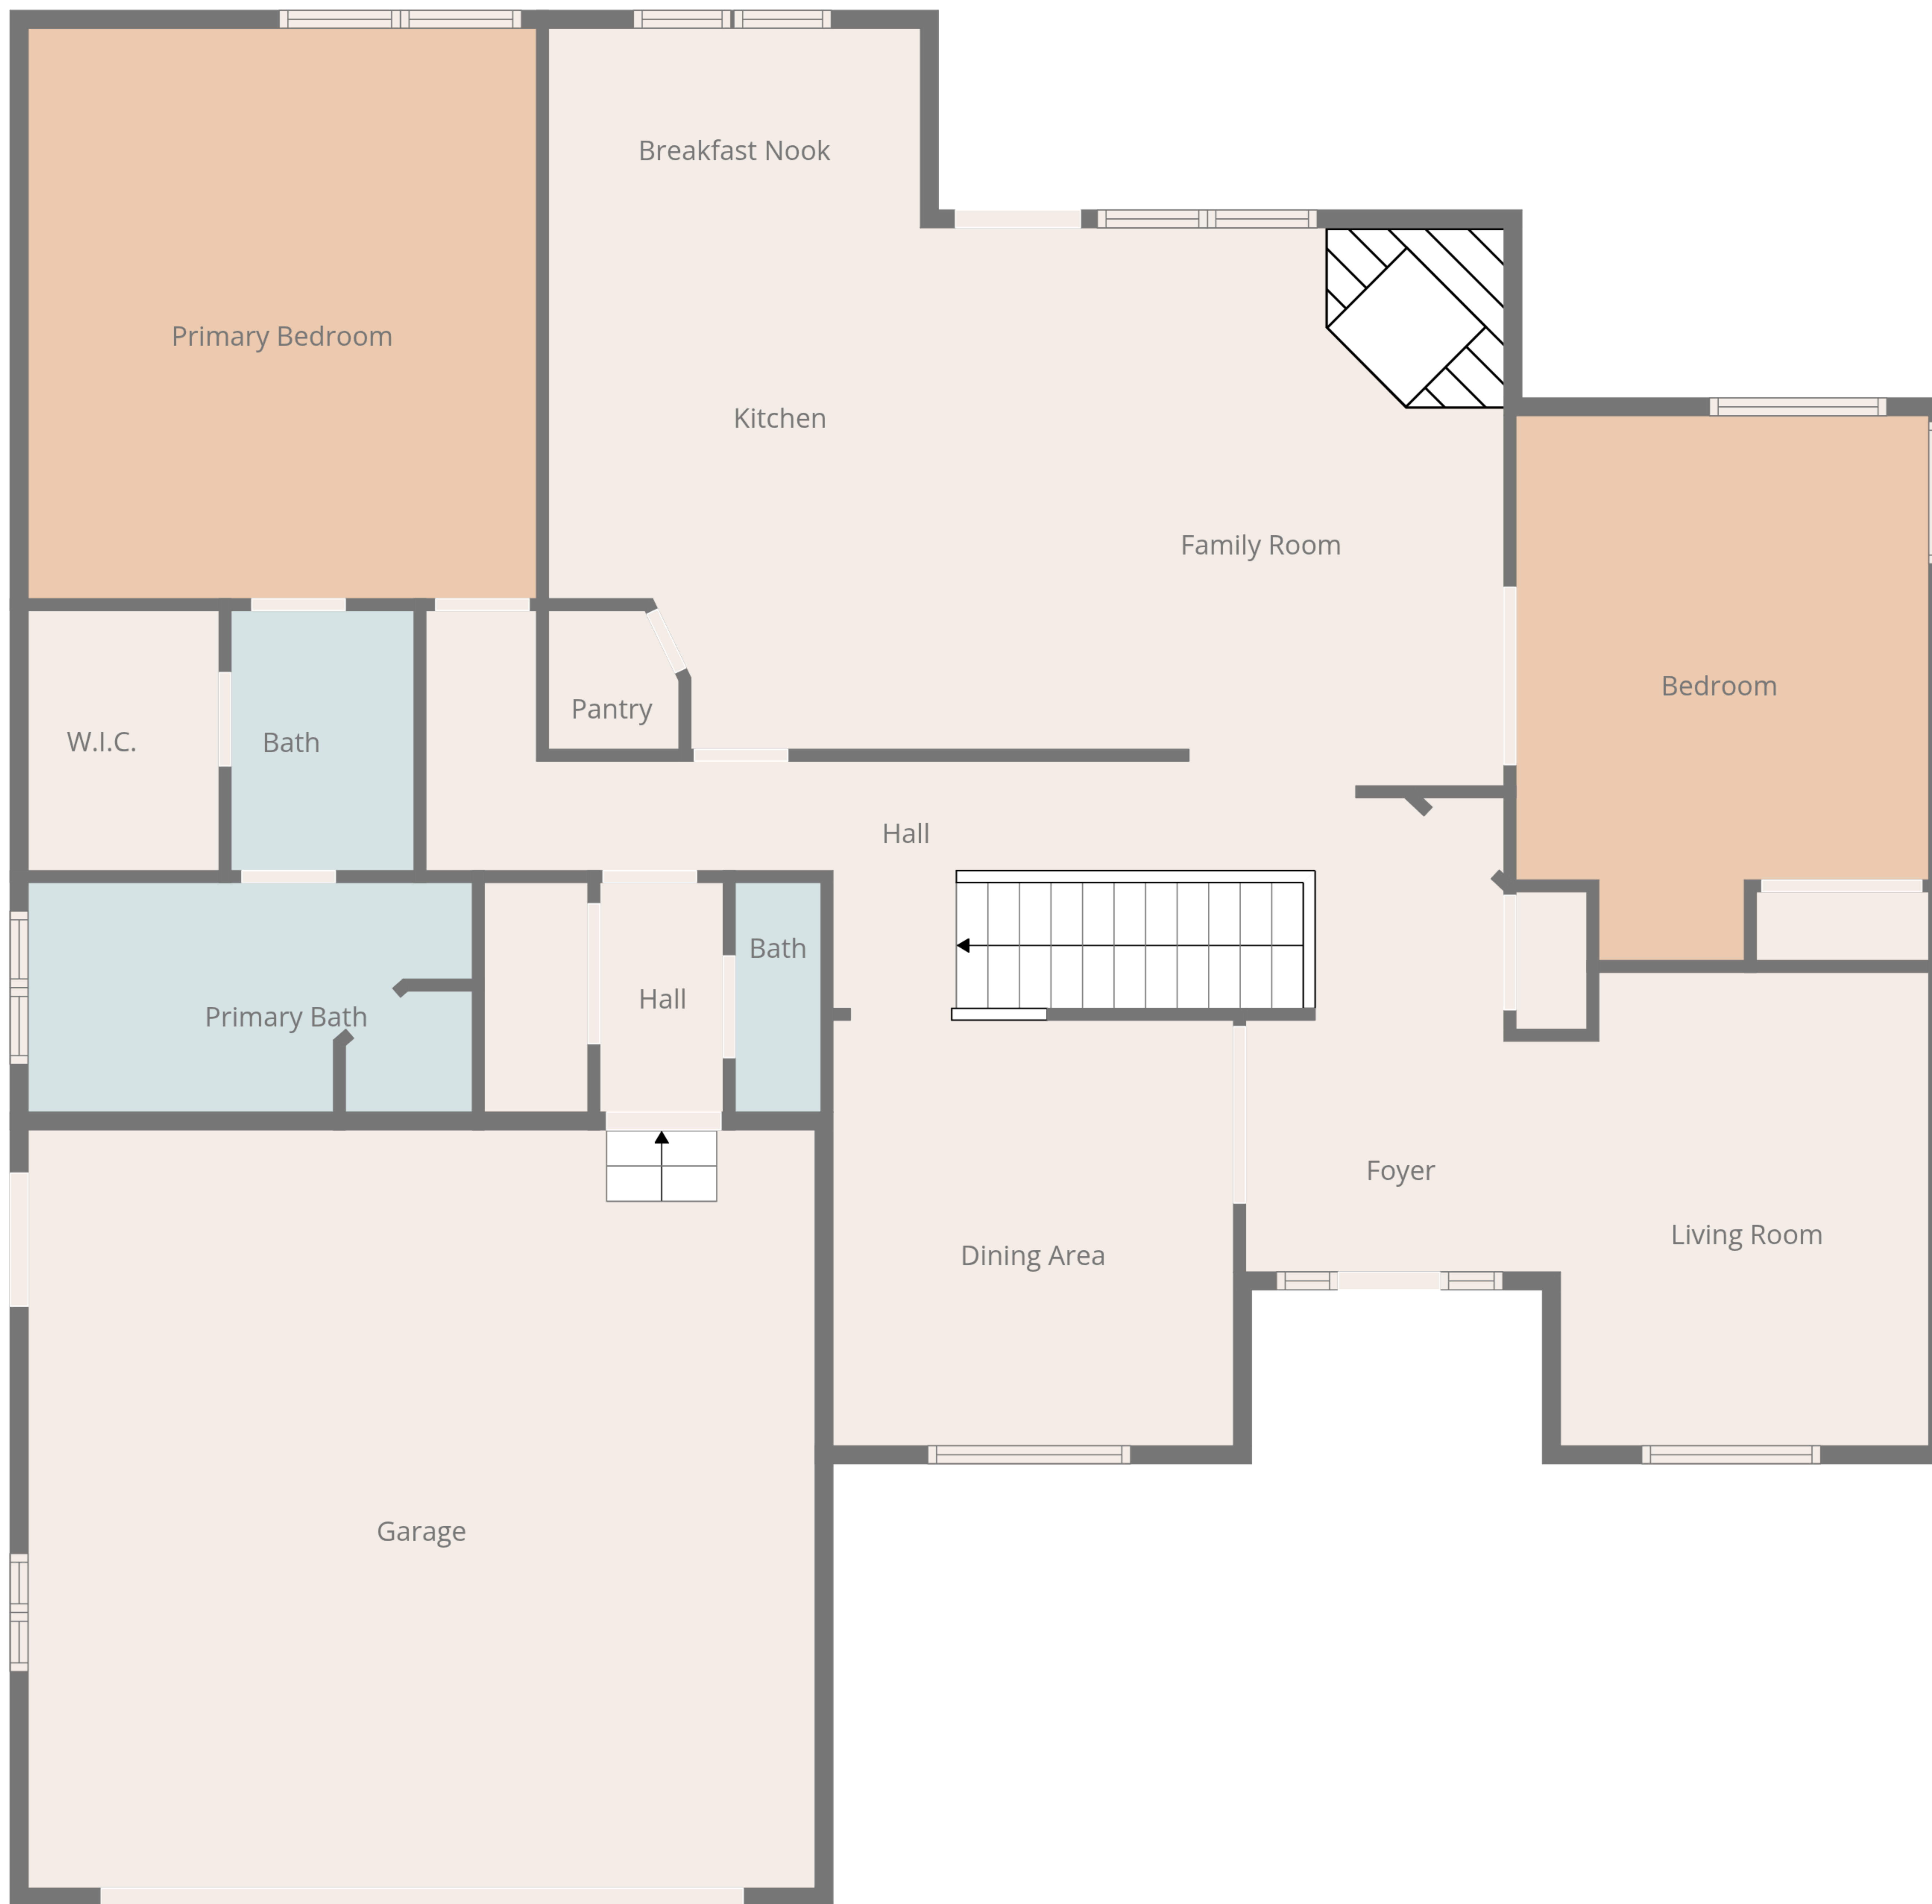 Breakfast Nook
Primary Bedroom
Kitchen
Family Room
Bedroom
Pantry
W.I.C.
Bath
Hall
Bath
Hall
Primary Bath
Foyer
Living Room
Dining Area
Garage